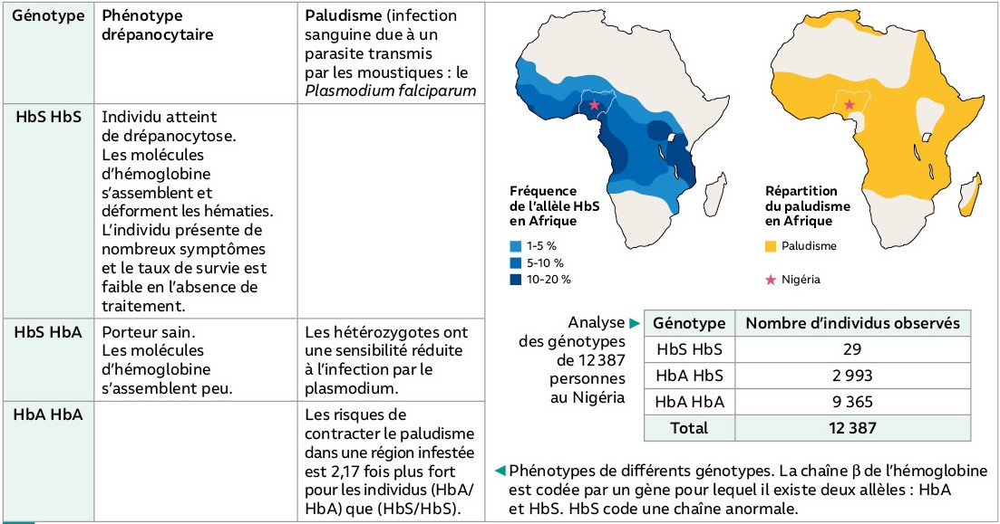 Génotype
Phénotype
drépanocytaire
Paludisme (infection
sanguine due à un
parasite transmis
par les moustiques : le
Plasmodium falciparum
HbS HbS
Individu atteint
de drépanocytose.
Les molécules
d'hémoglobine
s'assemblent et
déforment les hématies.
L'individu présente de
nombreux symptômes
et le taux de survie est
faible en l'absence de
traitement.
HbS HbA
Porteur sain.
Les molécules
d'hémoglobine
s'assemblent peu.
Les hétérozygotes ont
une sensibilité réduite
à l'infection par le
plasmodium.
HbA HbA
Les risques de
contracter le paludisme
dans une région infestée
est 2,17 fois plus fort
pour les individus (HbA/
HbA) que (HbS/HbS).
Fréquence
de l'allèle HbS
en Afrique
1-5 %
5-10 %
10-20 %
Répartition
du paludisme
en Afrique
Paludisme
Nigéria
Analyse
des génotypes
de 12 387
personnes
au Nigéria
Génotype Nombre d'individus observés
HbS HbS 29
HbA HbS 2 993
HbA HbA 9 365
Total 12 387
Phénotypes de différents génotypes. La chaîne β de l'hémoglobine
est codée par un gène pour lequel il existe deux allèles : HbA
et HbS. HbS code une chaîne anormale.